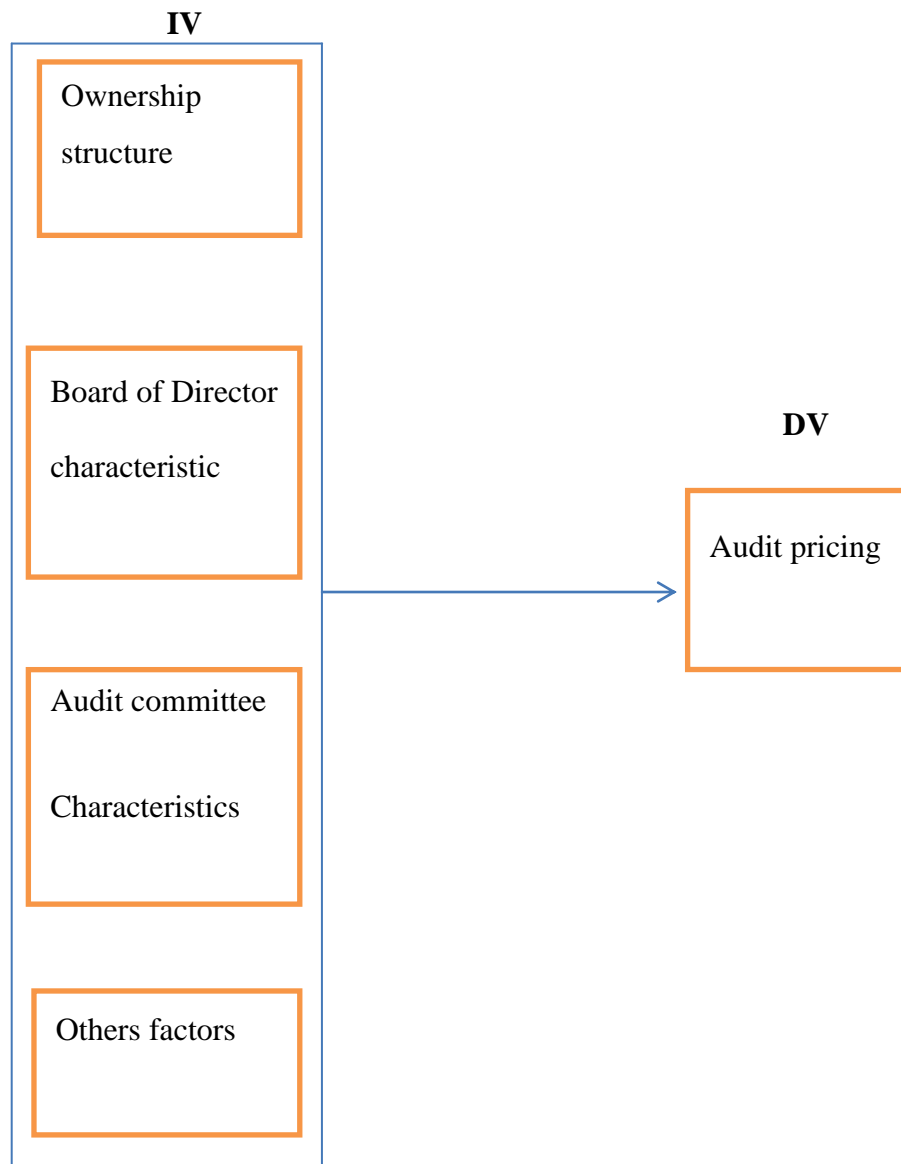 IV
Ownership
structure
Board of Director
characteristic
DV
Audit pricing
Audit committee
Characteristics
Others factors